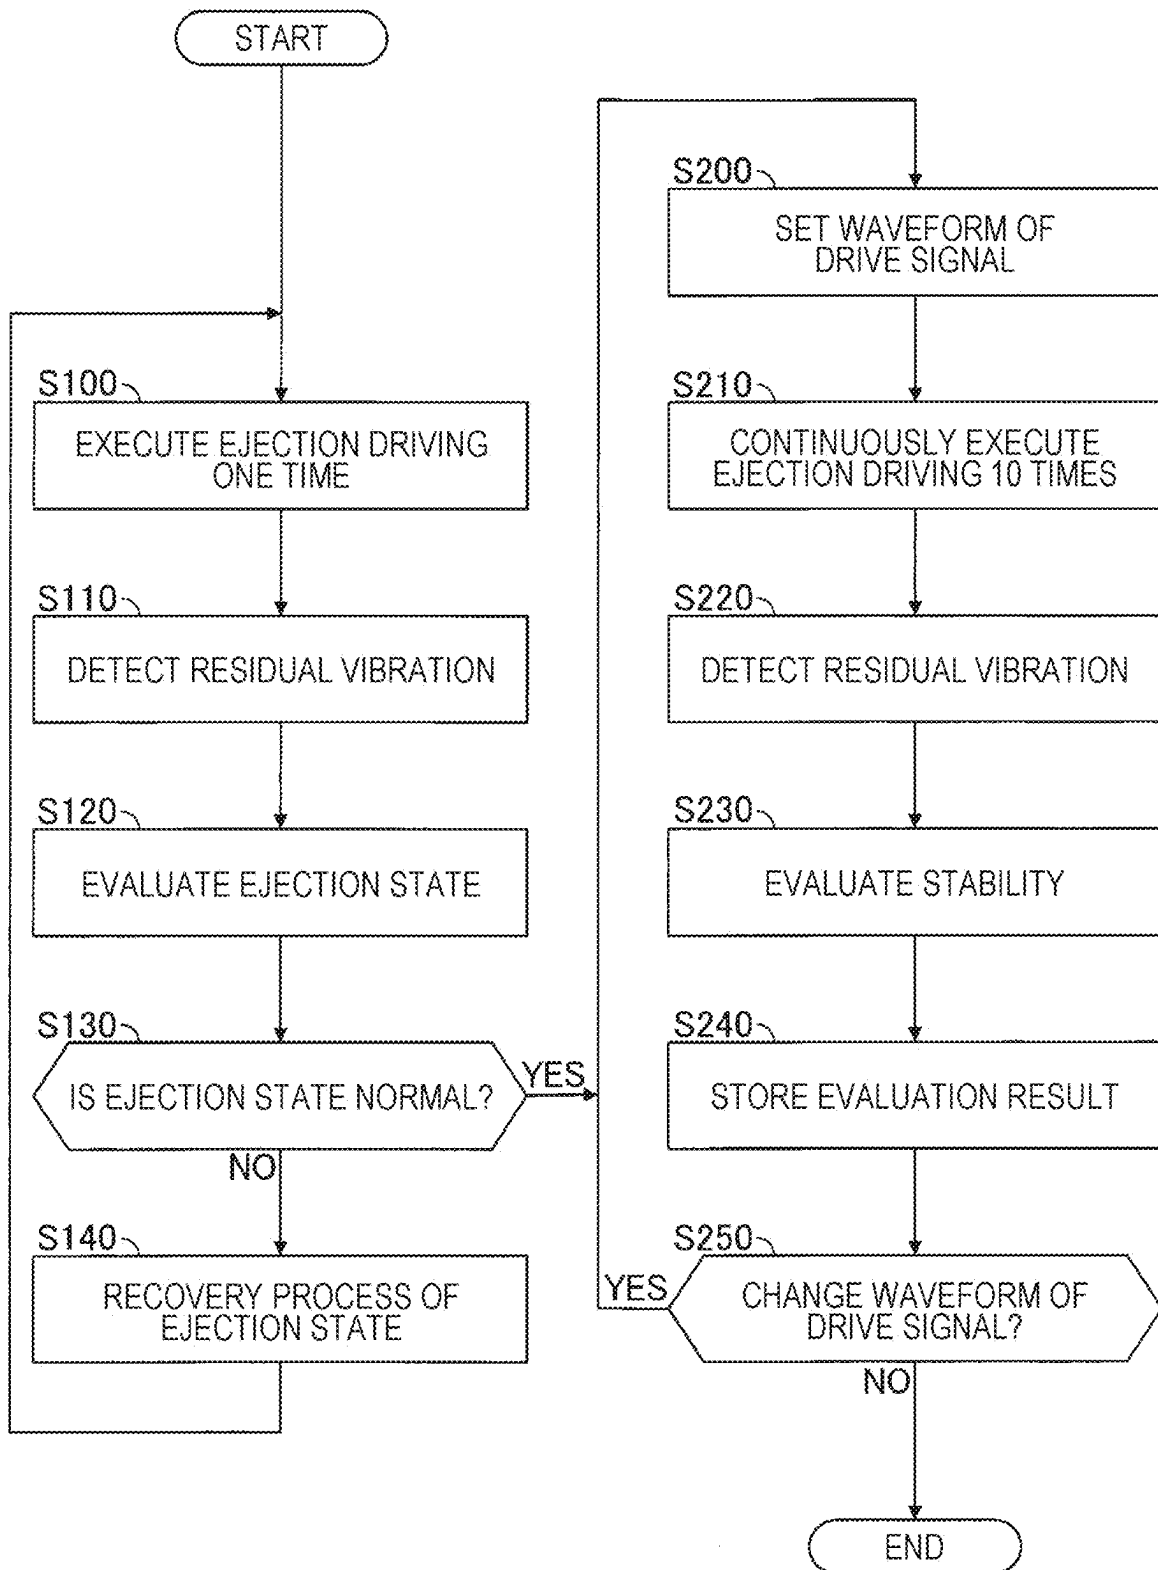 START
S100
EXECUTE EJECTION DRIVING
ONE TIME
S110
DETECT RESIDUAL VIBRATION
S120
EVALUATE EJECTION STATE
S130
IS EJECTION STATE NORMAL?
YES
NO
S140
RECOVERY PROCESS OF
EJECTION STATE
S200
SET WAVEFORM OF
DRIVE SIGNAL
S210
CONTINUOUSLY EXECUTE
EJECTION DRIVING 10 TIMES
S220
DETECT RESIDUAL VIBRATION
S230
EVALUATE STABILITY
S240
STORE EVALUATION RESULT
S250
YES
CHANGE WAVEFORM OF
DRIVE SIGNAL?
NO
END